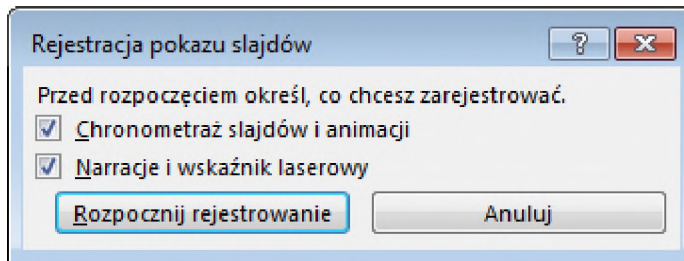 Rejestracja pokazu slajdów
Przed rozpoczęciem określ, co chcesz zarejestrować.
Chronometraż slajdów i animacji
Narracje i wskaźnik laserowy
Rozpocznij rejestrowanie Anuluj